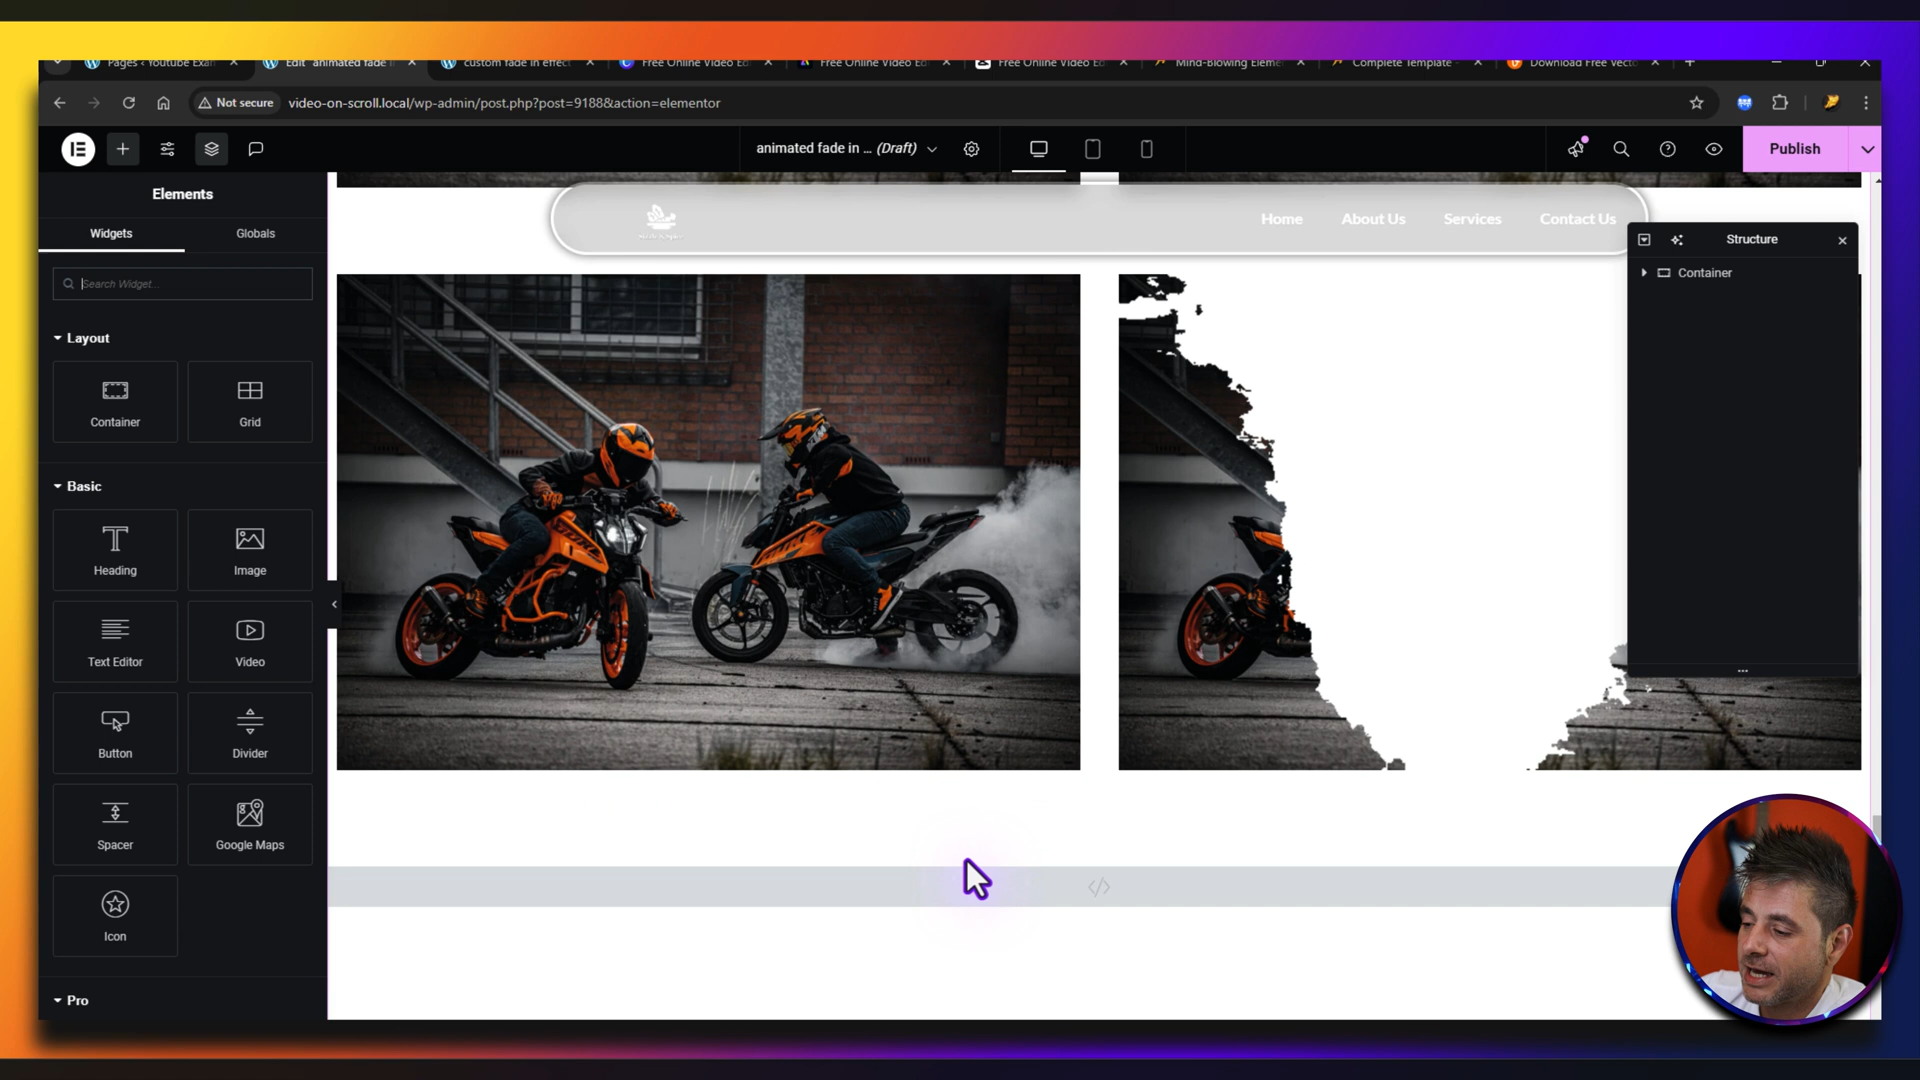 Pages ‹ Youtube Exan
Edit "animated fade i
custom fade in effect
Free Online Video Ed
Free Online Video Ed
Free Online Video Ed
Mind-Blowing Eleme
Complete Template -
Download Free Vecto
Not secure
video-on-scroll.local/wp-admin/post.php?post=9188&action=elementor
animated fade in ... (Draft)
Publish
Elements
Widgets
Globals
Search Widget...
Layout
Container
Grid
Basic
Heading
Image
Text Editor
Video
Button
Divider
Spacer
Google Maps
Icon
Pro
Home
About Us
Services
Contact Us
Structure
Container